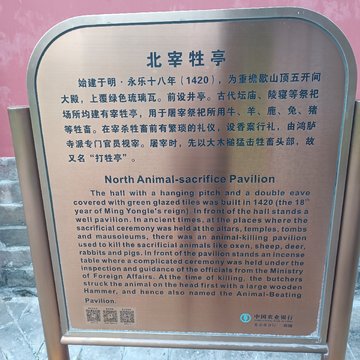 北宰牲亭
始建于明·永乐十八年（1420），为重檐歇山顶五开间
大殿，上覆绿色琉璃瓦。前设井亭。古代坛庙、陵寝等祭祀
场所均建有宰牲亭，用于屠宰祭祀所用牛、羊、鹿、兔、猪
等牲畜。在宰杀牲畜前有繁琐的礼仪，设香案行礼，由鸿胪
寺派专门官员视宰。屠宰时，先以大木槌猛击牲畜头部，故
又名“打牲亭”。
North Animal-sacrifice Pavilion
The hall with a hanging pitch and a double eave
covered with green glazed tiles was built in 1420 (the 18th
year of Ming Yongle's reign) In front of the hall stands a
well pavilion. In ancient times, at the places where the
sacrificial ceremony was held at the altars, temples, tombs
and mausoleums, there was an animal-killing pavilion
used to kill the sacrificial animals like oxen, sheep, deer,
rabbits and pigs. In front of the pavilion stands an incense
table where a complicated ceremony was held under the
inspection and guidance of the officials from the Ministry
of Foreign Affairs. At the time of killing, the butchers
struck the animal on the head first with a large wooden
Hammer, and hence also named the Animal-Beating
Pavilion.
中国农业银行